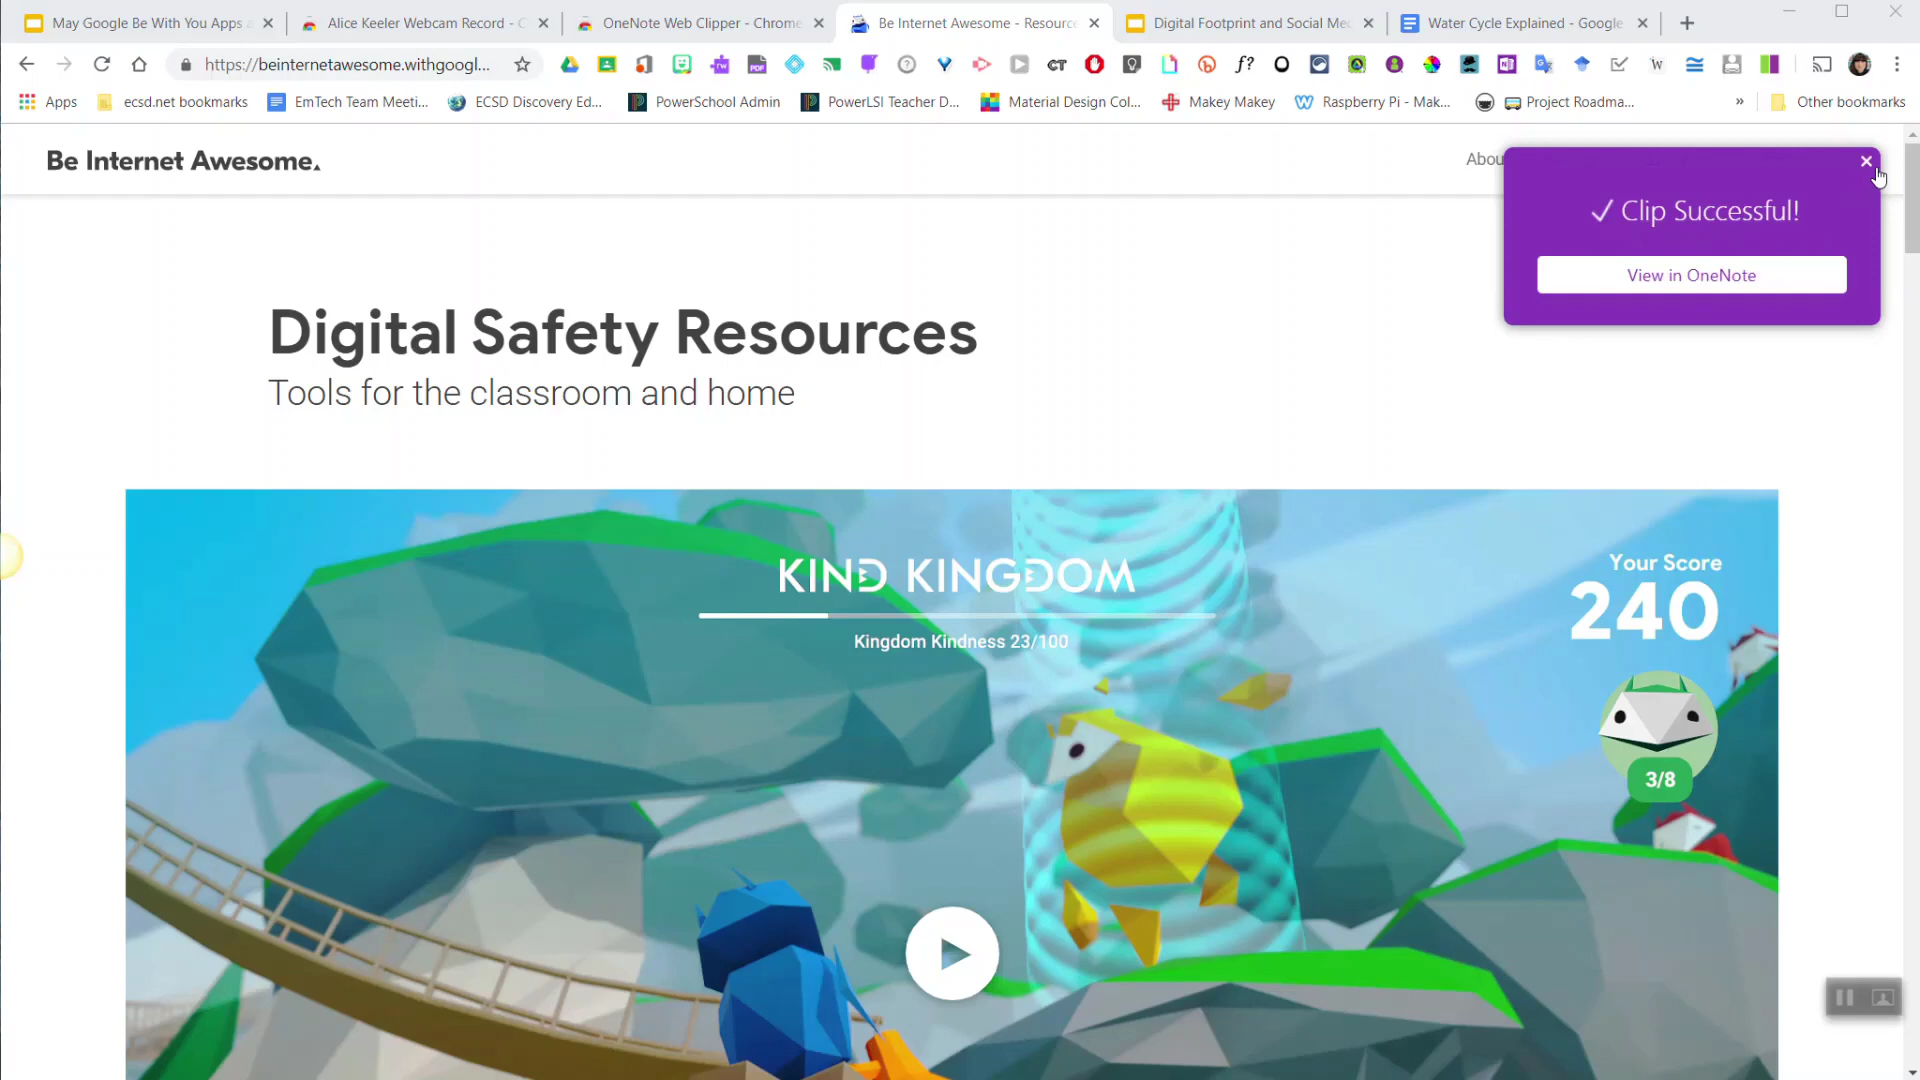 May Google Be With You Apps
Alice Keeler Webcam Record - C
OneNote Web Clipper - Chrome
Be Internet Awesome - Resource
Digital Footprint and Social Med
Water Cycle Explained - Google
https://beinternetawesome.withgoogl...
CT
f?
W
Apps
ecsd.net bookmarks
EmTech Team Meeti...
ECSD Discovery Ed...
PowerSchool Admin
PowerLSI Teacher D...
Material Design Col...
Makey Makey
Raspberry Pi - Mak...
Project Roadma...
»
Other bookmarks
Be Internet Awesome.
Abou
Clip Successful!
View in OneNote
Digital Safety Resources
Tools for the classroom and home
KIND KINGDOM
Kingdom Kindness 23/100
Your Score
240
3/8